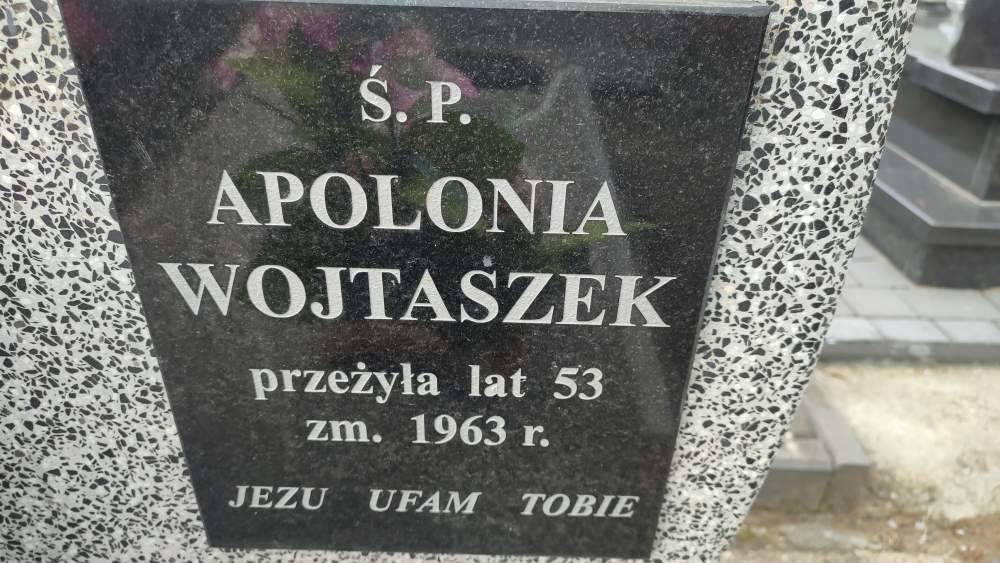 Ś. P.
APOLONIA
WOJTASZEK
przeżyła lat 53
zm. 1963 r.
JEZU UFAM TOBIE